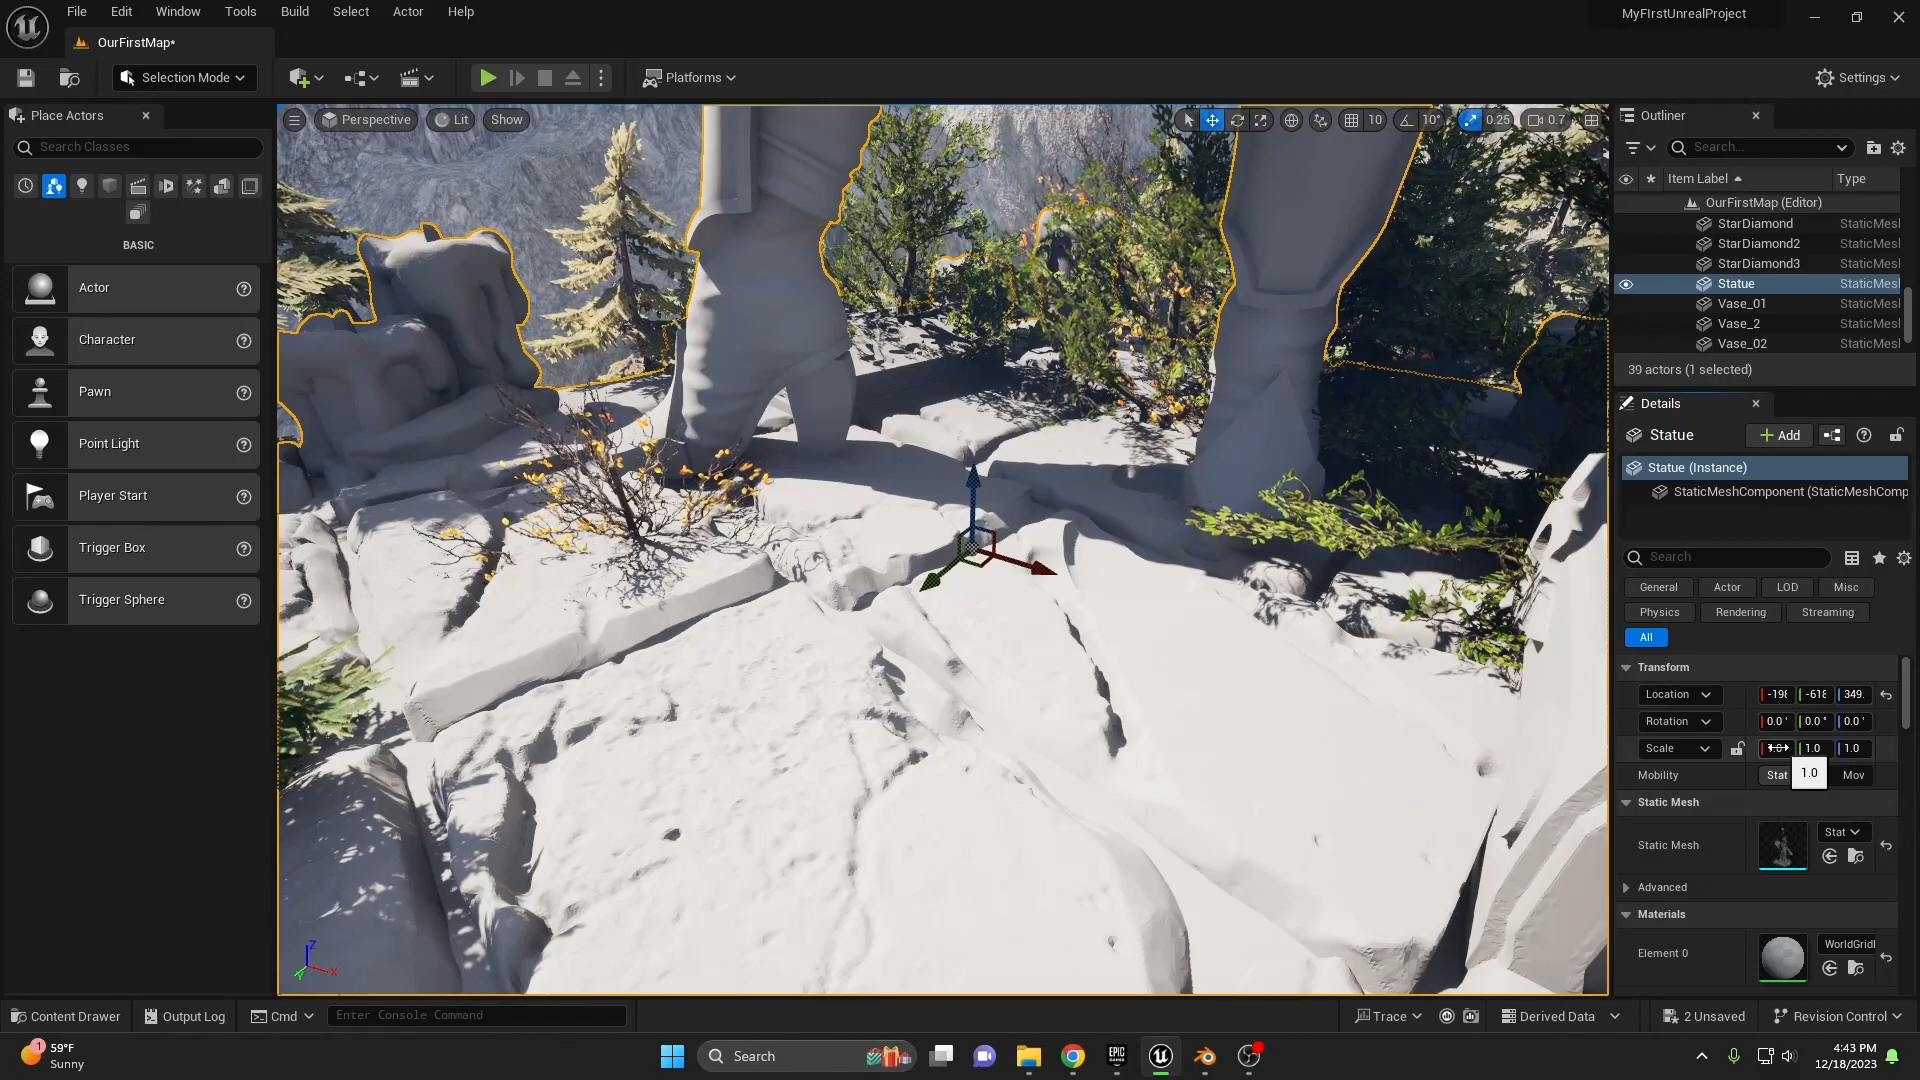 File Edit Window Tools Build Select Actor Help
MyFIrstUnrealProject
OurFirstMap*
Selection Mode
Platforms
Settings
Place Actors
Search Classes
BASIC
Actor
Character
Pawn
Point Light
Player Start
Trigger Box
Trigger Sphere
Perspective Lit Show
10 10° 0.25 0.7
Z
X
Y
Outliner
Search...
Item Label Type
OurFirstMap (Editor)
StarDiamond StaticMesl
StarDiamond2 StaticMesl
StarDiamond3 StaticMesl
Statue StaticMesl
Vase_01 StaticMesl
Vase_2 StaticMesl
Vase_02 StaticMesl
39 actors (1 selected)
Details
Statue Add
Statue (Instance)
StaticMeshComponent (StaticMeshComp
Search
General Actor LOD Misc
Physics Rendering Streaming
All
Transform
Location -198 -618 349.
Rotation 0.0 ° 0.0 ° 0.0 °
Scale 1.0 1.0 1.0
Mobility Stat Mov
1.0
Static Mesh
Static Mesh Stat
Advanced
Materials
Element 0 WorldGridl
Content Drawer Output Log Cmd Enter Console Command
Trace Derived Data 2 Unsaved Revision Control
1 59°F
Sunny
Search
EPIC
GAMES
4:43 PM
12/18/2023